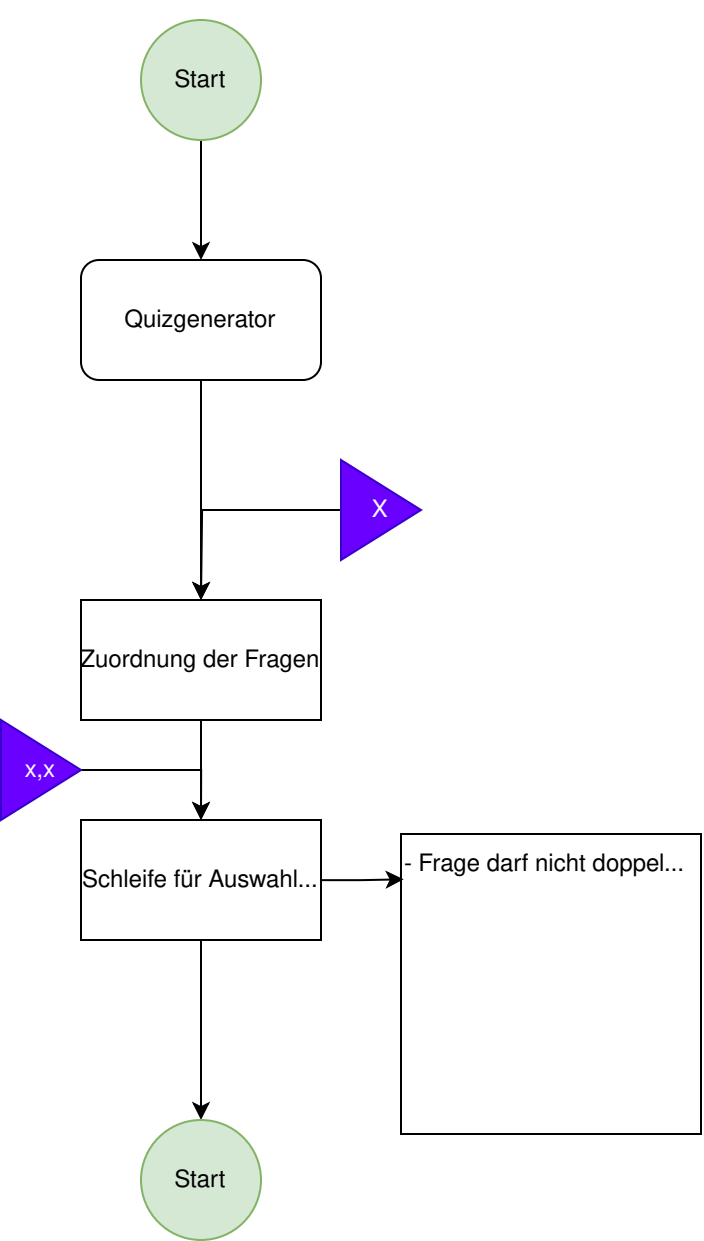 Start
Quizgenerator
X
Zuordnung der Fragen
x,x
Schleife für Auswahl...
- Frage darf nicht doppel...
Start